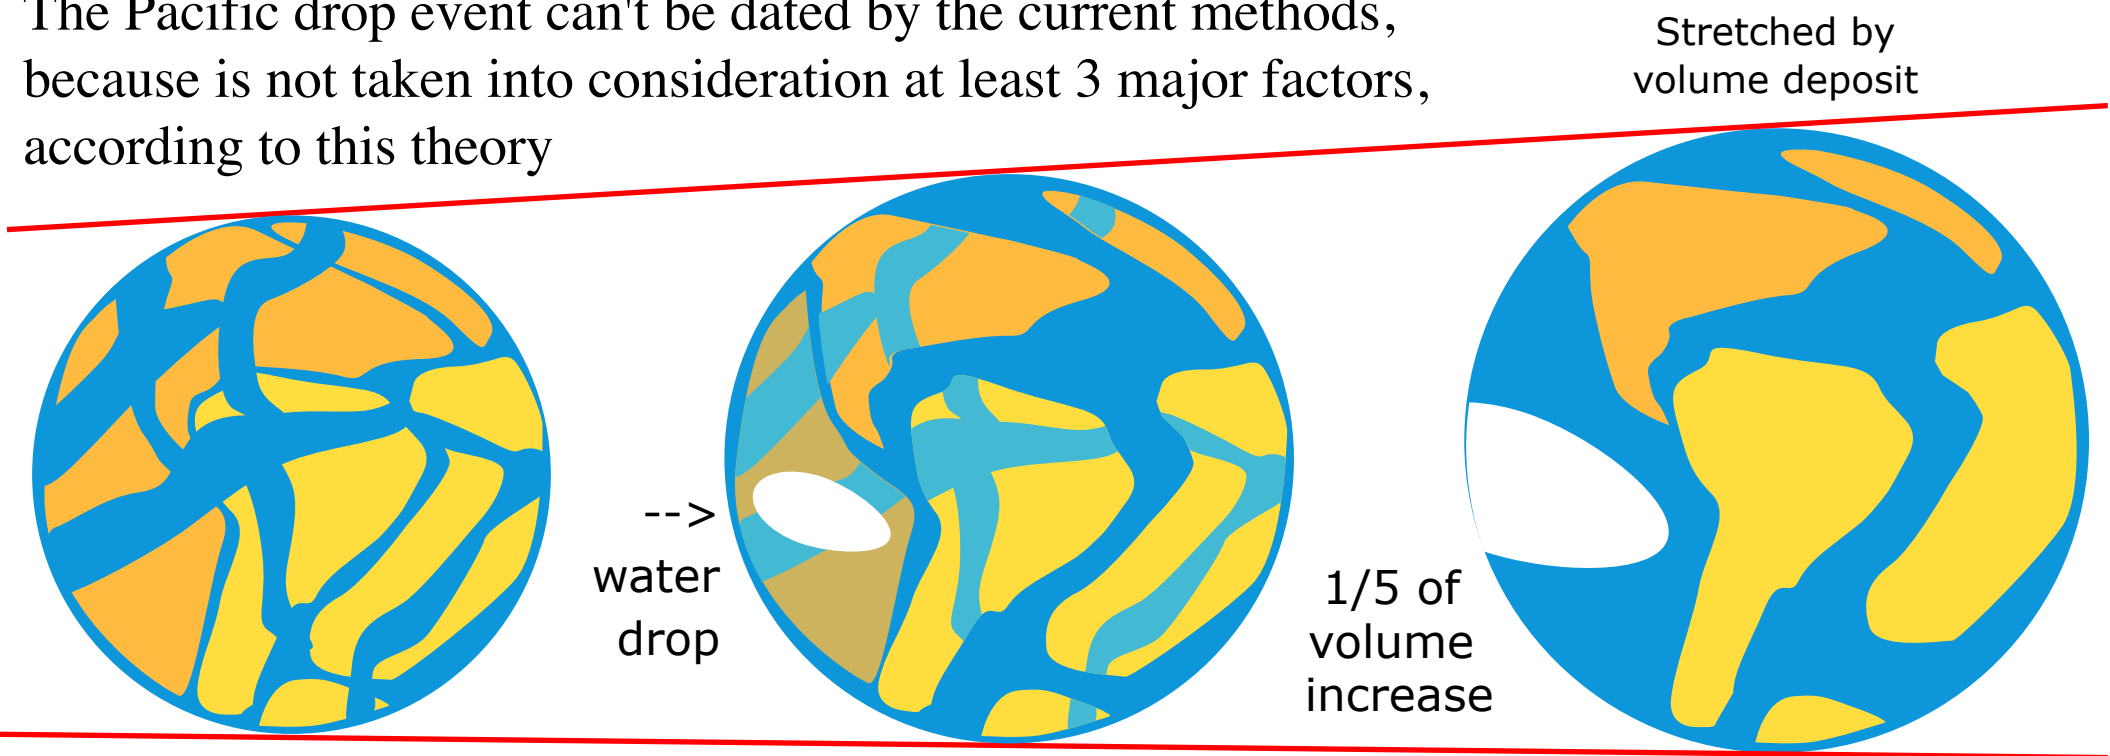 The Pacific drop event can't be dated by the current methods,
because is not taken into consideration at least 3 major factors,
according to this theory
Stretched by
volume deposit
-->
water
drop
1/5 of
volume
increase